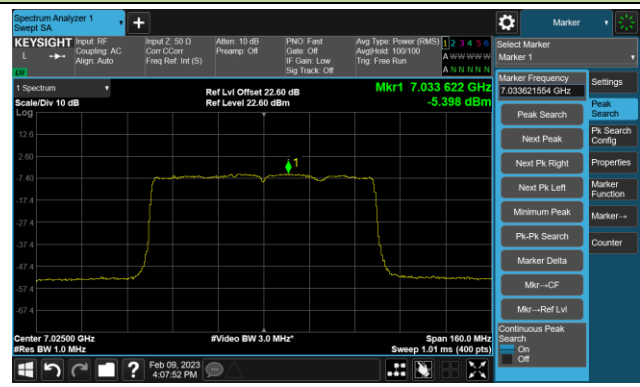 Spectrum Analyzer 1
Swept SA
Marker
KEYSIGHT
L
LW
Input: RF
Coupling: AC
Align: Auto
Input Z: 50 Ω
Corr CCorr
Freq Ref: Int (S)
Atten: 10 dB
Preamp: Off
PNO: Fast
Gate: Off
IF Gain: Low
Sig Track: Off
Avg Type: Power (RMS)
Avg|Hold: 100/100
Trig: Free Run
1 2 3 4 5 6
A WW WW W
A N N N N N
Select Marker
Marker 1
1 Spectrum
Scale/Div 10 dB
Log
Ref Lvl Offset 22.60 dB
Ref Level 22.60 dBm
Mkr1 7.033 622 GHz
-5.398 dBm
12.6
2.60
-7.40
-17.4
-27.4
-37.4
-47.4
-57.4
-67.4
1
Center 7.02500 GHz
#Res BW 1.0 MHz
#Video BW 3.0 MHz*
Span 160.0 MHz
Sweep 1.01 ms (400 pts)
Marker Frequency
7.033621554 GHz
Peak Search
Next Peak
Next Pk Right
Next Pk Left
Minimum Peak
Pk-Pk Search
Marker Delta
Mkr→CF
Mkr→Ref Lvl
Continuous Peak
Search
On
Off
Settings
Peak
Search
Pk Search
Config
Properties
Marker
Function
Marker→
Counter
?
Feb 09, 2023
4:07:52 PM